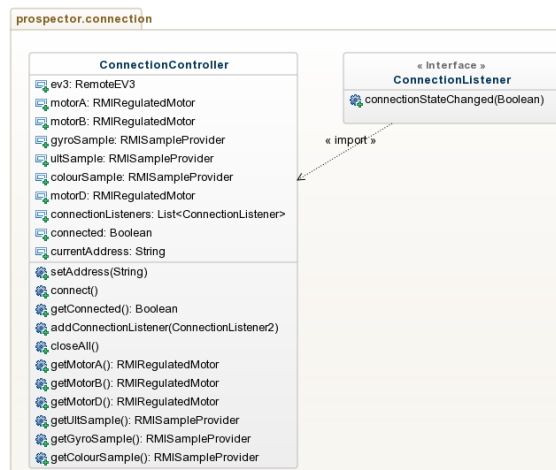 prospector.connection
ConnectionController
ev3: RemoteEV3
motorA: RMIRegulatedMotor
motorB: RMIRegulatedMotor
gyroSample: RMISampleProvider
ultSample: RMISampleProvider
colourSample: RMISampleProvider
motorD: RMIRegulatedMotor
connectionListeners: List<ConnectionListener>
connected: Boolean
currentAddress: String
setAddress(String)
connect()
getConnected(): Boolean
addConnectionListener(ConnectionListener2)
closeAll()
getMotorA(): RMIRegulatedMotor
getMotorB(): RMIRegulatedMotor
getMotorD(): RMIRegulatedMotor
getUltSample(): RMISampleProvider
getGyroSample(): RMISampleProvider
getColourSample(): RMISampleProvider
« Interface »
ConnectionListener
connectionStateChanged(Boolean)
« import »